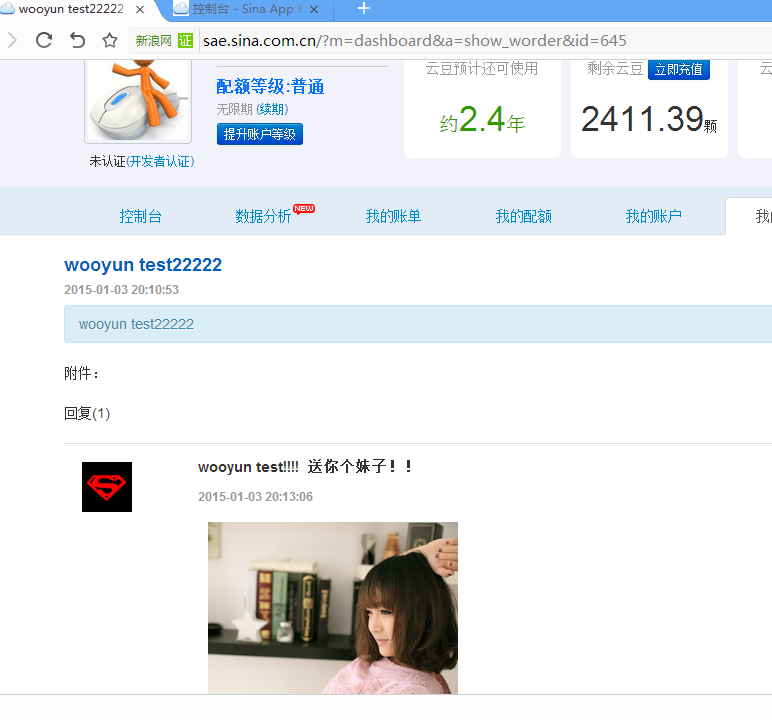 wooyun test22222
控制台 - Sina App E
新浪网 证 sae.sina.com.cn/?m=dashboard&a=show_worder&id=645
配额等级:普通
无限期 (续期)
提升账户等级
未认证(开发者认证)
云豆预计还可使用
约2.4年
剩余云豆 立即充值
2411.39颗
云
控制台
数据分析 NEW
我的账单
我的配额
我的账户
我
wooyun test22222
2015-01-03 20:10:53
wooyun test22222
附件：
回复(1)
wooyun test!!!! 送你个妹子！！
2015-01-03 20:13:06